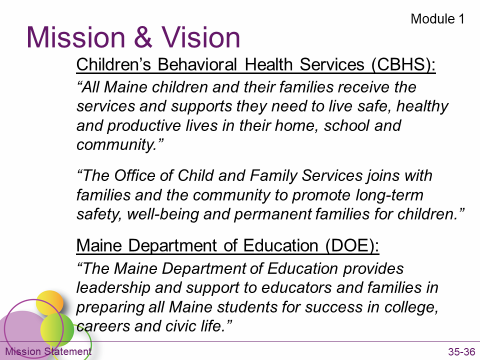 Module 1
Mission & Vision
Children’s Behavioral Health Services (CBHS):
“All Maine children and their families receive the
services and supports they need to live safe, healthy
and productive lives in their home, school and
community.”
“The Office of Child and Family Services joins with
families and the community to promote long-term
safety, well-being and permanent families for children.”
Maine Department of Education (DOE):
“The Maine Department of Education provides
leadership and support to educators and families in
preparing all Maine students for success in college,
careers and civic life.”
Mission Statement
35-36